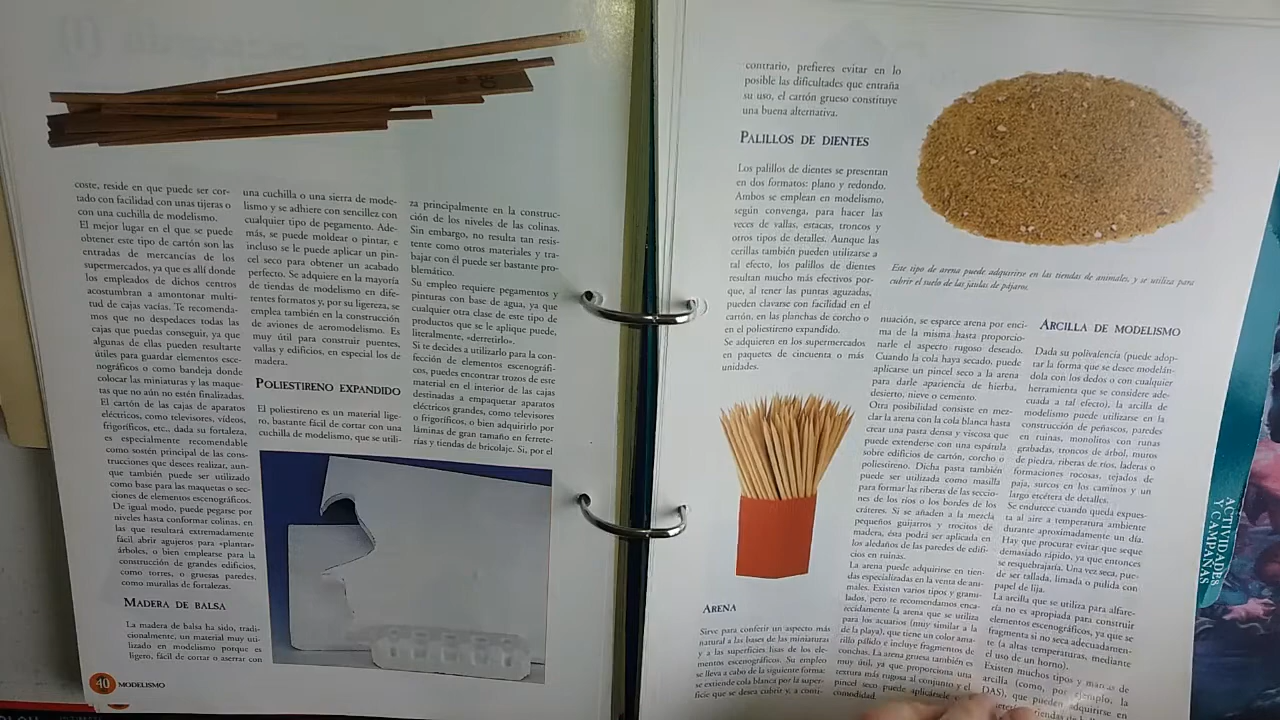 coste, reside en que puede ser cor-
tado con facilidad con unas tijeras o
con una cuchilla de modelismo.
El mejor lugar en el que se puede
obtener este tipo de cartón son las
entradas de mercancías de los
supermercados, ya que es allí donde
los empleados de dichos centros
acostumbran a amontonar multi-
tud de cajas vacías. Te recomenda-
mos que no despaces todas las
cajas que puedas conseguir, ya que
algunas de ellas pueden resultarte
útiles para guardar elementos esce-
nográficos o como bandeja donde
colocar las miniaturas y las maque-
tas que no aún no estén finalizadas.
El cartón de las cajas de aparatos
eléctricos, como televisores, vídeos,
frigoríficos, etc.. dada su fortaleza,
es especialmente recomendable
como sostén principal de las cons-
trucciones que desees realizar, aun-
que también puede ser utilizado
como base para las maquetas o sec-
ciones de elementos escenográficos.
De igual modo, puede pegarse por
niveles hasta conformar colinas, en
las que resultará extremadamente
fácil abrir agujeros para «plantar»
árboles, o bien emplearse para la
construcción de grandes edificios,
como torres, o gruesas paredes,
como murallas de fortalezas.
MADERA DE BALSA
La madera de balsa ha sido, tradi-
cionalmente, un material muy uti-
lizado en modelismo porque es
ligero, fácil de cortar o aserrar con
una cuchilla o una sierra de mode-
lismo y se adhiere con sencillez con
cualquier tipo de pegamento. Ade-
más, se puede moldear o pintar, e
incluso se le puede aplicar un pin-
cel seco para obtener un acabado
perfecto. Se adquiere en la mayoría
de tiendas de modelismo en dife-
rentes formatos y, por su ligereza, se
emplea también en la construcción
de aviones de aeromodelismo. Es
muy útil para construir puentes,
vallas y edificios, en especial los de
madera.
POLIESTIRENO EXPANDIDO
El poliestireno es un material lige-
ro, bastante fácil de cortar con una
cuchilla de modelismo, que se utili-
za principalmente en la construc-
ción de los niveles de las colinas.
Sin embargo, no resulta tan resis-
tente como otros materiales y tra-
bajar con él puede ser bastante pro-
blemático.
Su empleo requiere pegamentos y
pinturas con base de agua, ya que
cualquier otra clase de este tipo de
productos que se le aplique puede,
literalmente, «derretirlo».
Si te decides a utilizarlo para la con-
fección de elementos escenográfi-
cos, puedes encontrar trozos de este
material en el interior de las cajas
destinadas a empaquetar aparatos
eléctricos grandes, como televisores
o frigoríficos, o bien adquirirlo por
láminas de gran tamaño en ferrete-
rías y tiendas de bricolaje. Si, por el
40 MODELISMO
contrario, prefieres evitar en lo
posible las dificultades que entraña
su uso, el cartón grueso constituye
una buena alternativa.
PALILLOS DE DIENTES
Los palillos de dientes se presentan
en dos formatos: plano y redondo.
Ambos se emplean en modelismo,
según convenga, para hacer las
veces de vallas, estacas, troncos y
otros tipos de detalles. Aunque las
cerillas también pueden utilizarse a
tal efecto, los palillos de dientes
resultan mucho más efectivos por-
que, al tener las puntas aguzadas,
pueden clavarse con facilidad en el
cartón, en las planchas de corcho o
en el poliestireno expandido.
Se adquieren en los supermercados
en paquetes de cincuenta o más
unidades.
Este tipo de arena puede adquirirse en las tiendas de animales, y se utiliza para
cubrir el suelo de las jaulas de pájaros.
ARENA
Sirve para conferir un aspecto más
natural a las bases de las miniaturas
y a las superficies lisas de los ele-
mentos escenográficos. Su empleo
se lleva a cabo de la siguiente forma:
se extiende cola blanca por la super-
ficie que se desea cubrir y, a conti-
nuación, se esparce arena por enci-
ma de la misma hasta proporcio-
narle el aspecto rugoso deseado.
Cuando la cola haya secado, puede
aplicarse un pincel seco a la arena
para darle apariencia de hierba,
desierto, nieve o cemento.
Otra posibilidad consiste en mez-
clar la arena con la cola blanca hasta
crear una pasta densa y viscosa que
puede extenderse con una espátula
sobre edificios de cartón, corcho o
poliestireno. Dicha pasta también
puede ser utilizada como masilla
para formar las riberas de las seccio-
nes de los ríos o los bordes de los
cráteres. Si se añaden a la mezcla
pequeños guijarros y trocitos de
madera, ésta podrá ser aplicada en
los aledaños de las paredes de edifi-
cios en ruinas.
La arena puede adquirirse en tien-
das especializadas en la venta de ani-
males. Existen varios tipos y granu-
lados, pero te recomendamos enca-
recidamente la arena que se utiliza
para los acuarios (muy similar a la
de la playa), que tiene un color ama-
rillo pálido e incluye fragmentos de
conchas. La arena gruesa también es
muy útil, ya que proporciona una
textura más rugosa al conjunto y el
pincel seco puede aplicársele
comodidad.
ARCILLA DE MODELISMO
Dada su polivalencia (puede adop-
tar la forma que se desee modelán-
dola con los dedos o con cualquier
herramienta que se considere ade-
cuada a tal efecto), la arcilla de
modelismo puede utilizarse en la
construcción de peñascos, paredes
en ruinas, monolitos con runas
grabadas, troncos de árbol, muros
de piedra, riberas de ríos, laderas o
formaciones rocosas, tejados de
paja, surcos en los caminos y un
largo etcétera de detalles.
Se endurece cuando queda expues-
ta al aire a temperatura ambiente
durante aproximadamente un día.
Hay que procurar evitar que seque
demasiado rápido, ya que entonces
se resquebrajaría. Una vez seca, pue-
de ser tallada, limada o pulida con
papel de lija.
La arcilla que se utiliza para alfare-
ría no es apropiada para construir
elementos escenográficos, ya que se
fragmenta si no seca adecuadamen-
te (a altas temperaturas, mediante
el uso de un horno).
Existen muchos tipos y marcas de
arcilla (como, por ejemplo, la
DAS), que pueden adquirirse en
tiendas de
ACTIVIDADES
Y CAMPAÑAS